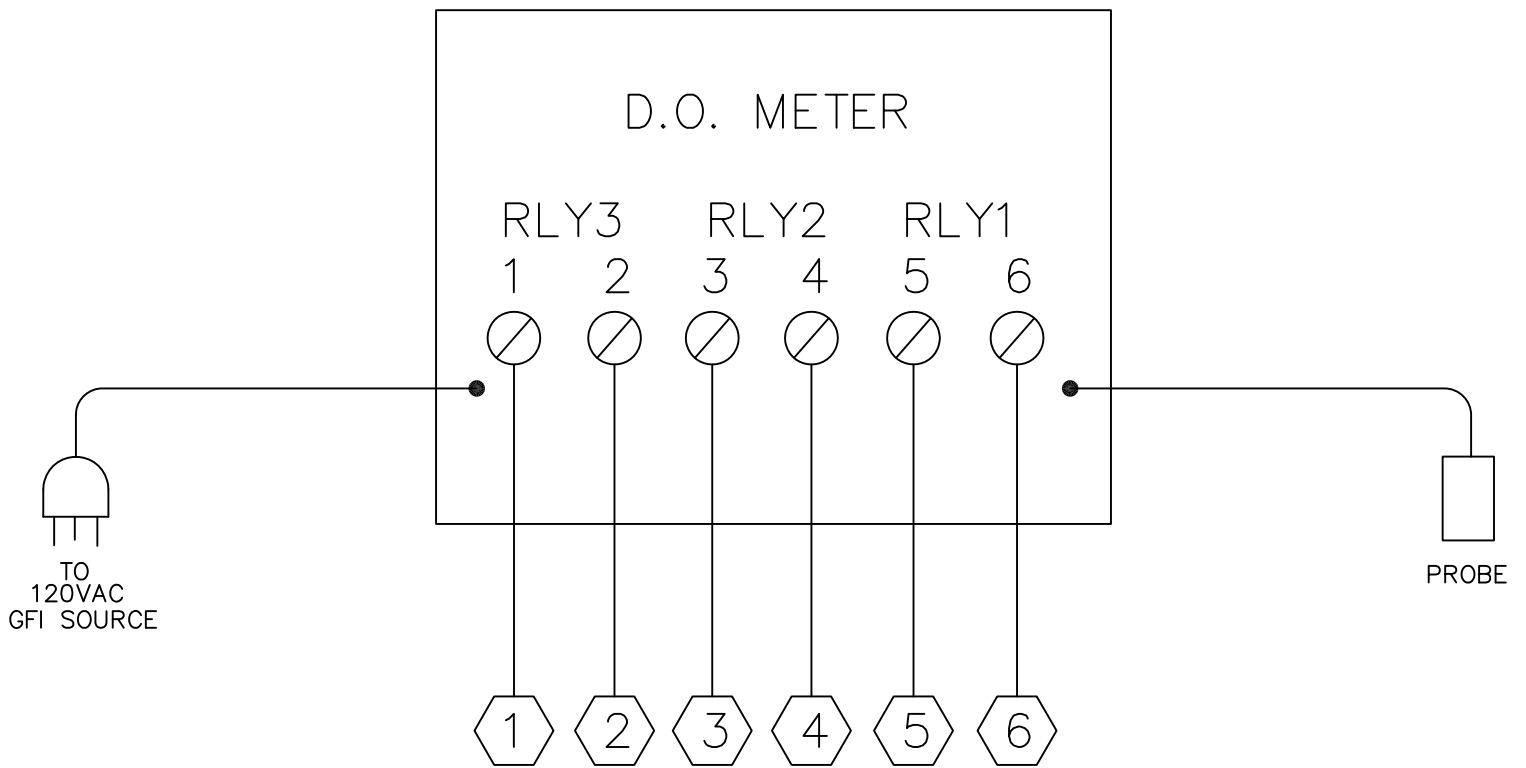 D.O. METER
RLY3 RLY2 RLY1
1 2 3 4 5 6
TO
120VAC
GFI SOURCE
PROBE
1 2 3 4 5 6